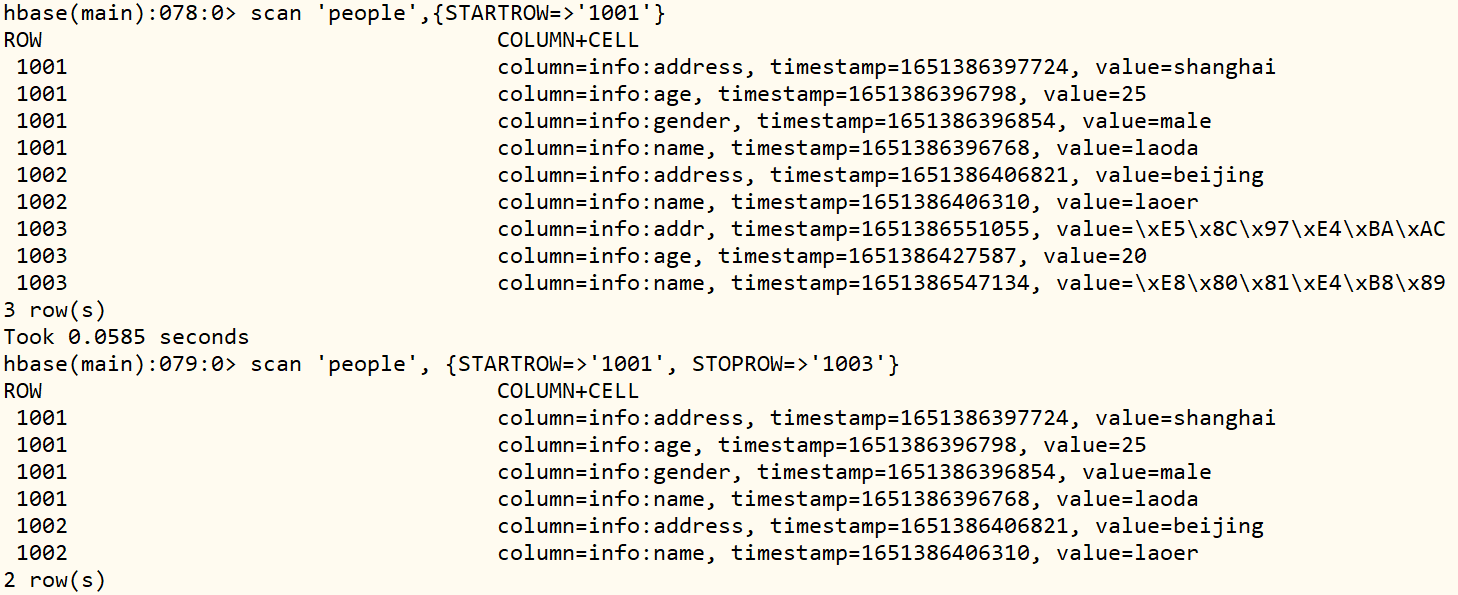 hbase(main):078:0> scan 'people',{STARTROW=>'1001'}
ROW COLUMN+CELL
1001 column=info:address, timestamp=1651386397724, value=shanghai
1001 column=info:age, timestamp=1651386396798, value=25
1001 column=info:gender, timestamp=1651386396854, value=male
1001 column=info:name, timestamp=1651386396768, value=laoda
1002 column=info:address, timestamp=1651386406821, value=beijing
1002 column=info:name, timestamp=1651386406310, value=laoer
1003 column=info:addr, timestamp=1651386551055, value=\xE5\x8C\x97\xE4\xBA\xAC
1003 column=info:age, timestamp=1651386427587, value=20
1003 column=info:name, timestamp=1651386547134, value=\xE8\x80\x81\xE4\xB8\x89
3 row(s)
Took 0.0585 seconds
hbase(main):079:0> scan 'people', {STARTROW=>'1001', STOPROW=>'1003'}
ROW COLUMN+CELL
1001 column=info:address, timestamp=1651386397724, value=shanghai
1001 column=info:age, timestamp=1651386396798, value=25
1001 column=info:gender, timestamp=1651386396854, value=male
1001 column=info:name, timestamp=1651386396768, value=laoda
1002 column=info:address, timestamp=1651386406821, value=beijing
1002 column=info:name, timestamp=1651386406310, value=laoer
2 row(s)